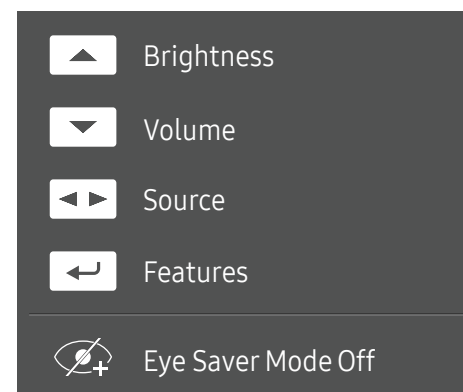 Brightness
Volume
Source
Features
Eye Saver Mode Off